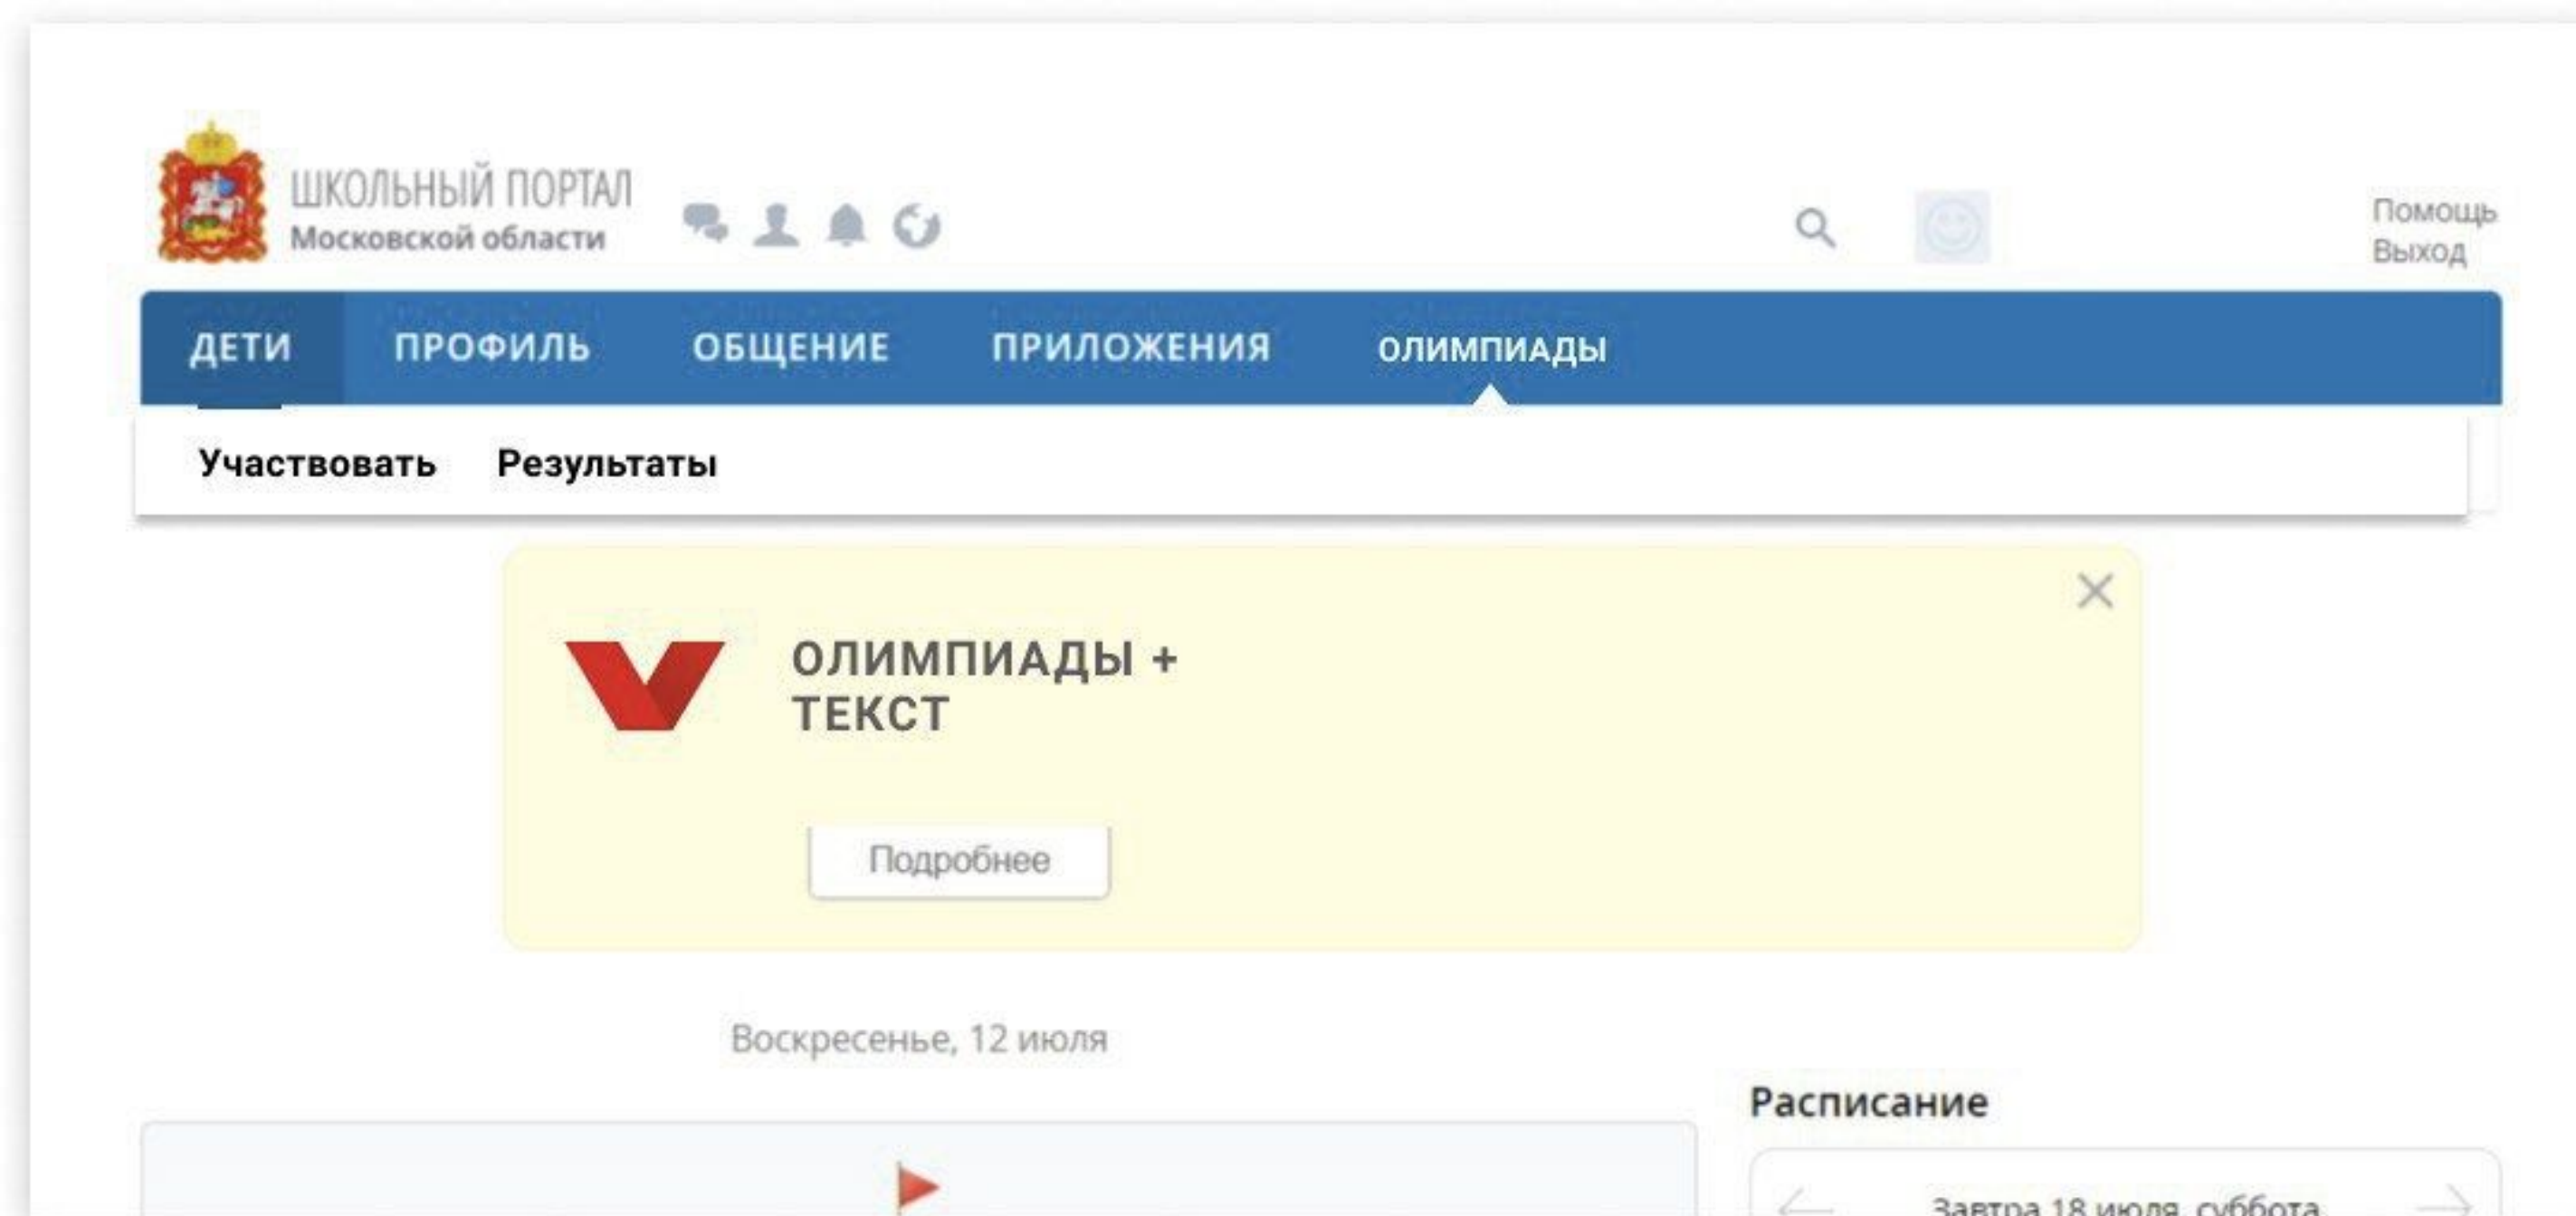 ШКОЛЬНЫЙ ПОРТАЛ
Московской области
Помощь
Выход
ДЕТИ ПРОФИЛЬ ОБЩЕНИЕ ПРИЛОЖЕНИЯ ОЛИМПИАДЫ
Участвовать Результаты
ОЛИМПИАДЫ +
ТЕКСТ
Подробнее
Воскресенье, 12 июля
Расписание
Завтра 18 июля, суббота